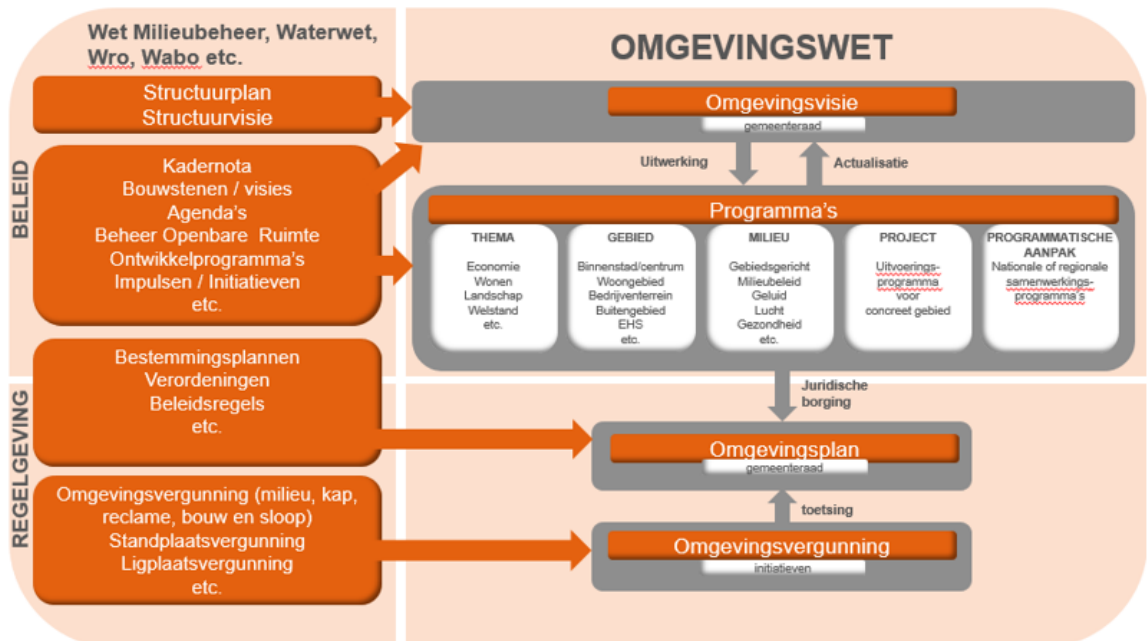 Wet Milieubeheer, Waterwet,
Wro, Wabo etc.
OMGEVINGSWET
BELEID
Structuurplan
Structuurvisie
Omgevingsvisie
gemeenteraad
Uitwerking
Actualisatie
Kadernota
Bouwstenen / visies
Agenda's
Beheer Openbare Ruimte
Ontwikkelprogramma's
Impulsen / Initiatieven
etc.
Programma's
THEMA
Economie
Wonen
Landschap
Welstand
etc.
GEBIED
Binnenstad/centrum
Woongebied
Bedrijventerrein
Buitengebied
EHS
etc.
MILIEU
Gebiedsgericht
Milieubeleid
Geluid
Lucht
Gezondheid
etc.
PROJECT
Uitvoerings-
programma
voor
concreet gebied
PROGRAMMATISCHE
AANPAK
Nationale of regionale
samenwerkings-
programma's
REGELGEVING
Bestemmingsplannen
Verordeningen
Beleidsregels
etc.
Juridische
borging
Omgevingsplan
gemeenteraad
toetsing
Omgevingsvergunning (milieu, kap,
reclame, bouw en sloop)
Standplaatsvergunning
Ligplaatsvergunning
etc.
Omgevingsvergunning
initiatieven